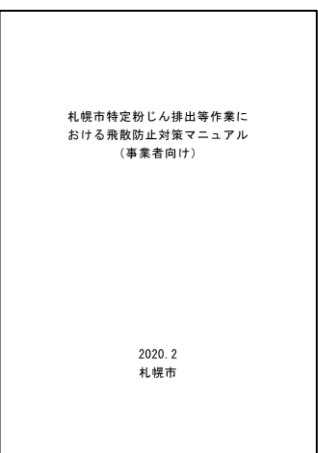 札幌市特定粉じん排出等作業に
おける飛散防止対策マニュアル
(事業者向け)
2020.2
札幌市